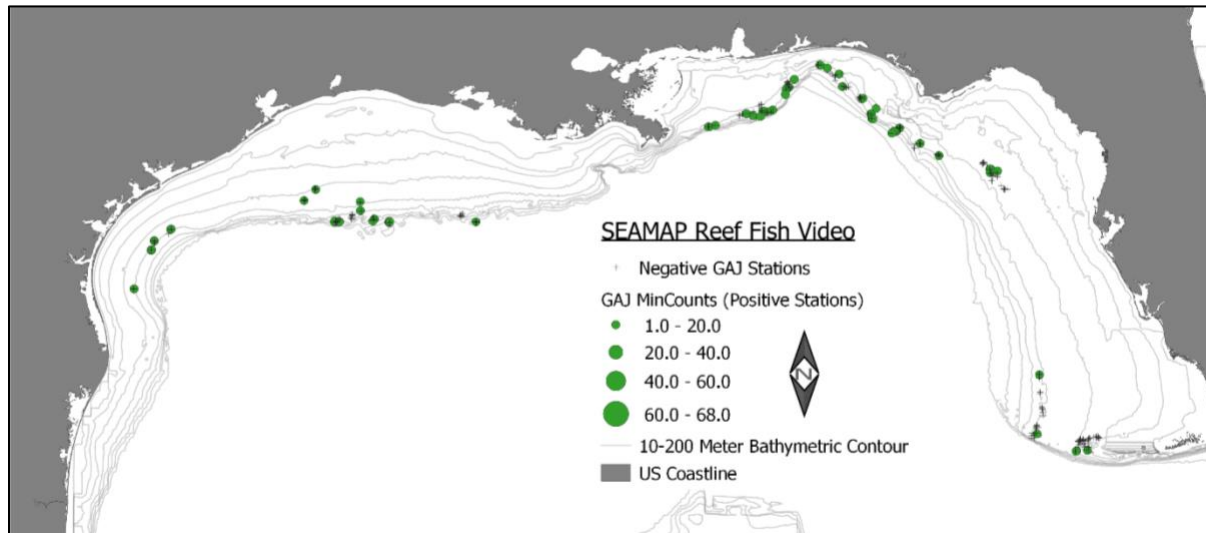 SEAMAP Reef Fish Video
Negative GAJ Stations
GAJ MinCounts (Positive Stations)
1.0 - 20.0
20.0 - 40.0
40.0 - 60.0
60.0 - 68.0
N
10-200 Meter Bathymetric Contour
US Coastline